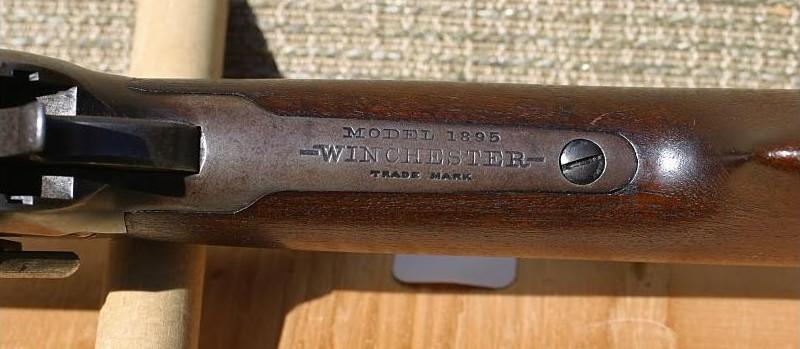 MODEL 1895
-WINCHESTER-
TRADE MARK